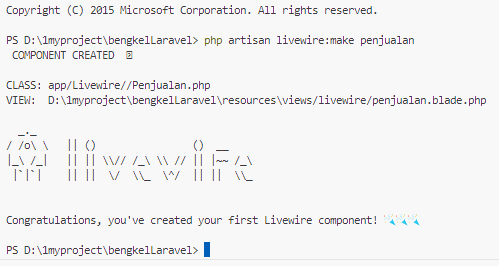 Copyright (C) 2015 Microsoft Corporation. All rights reserved.
PS D:\1myproject\bengkelLaravel> php artisan livewire:make penjualan
COMPONENT CREATED
CLASS: app/Livewire//Penjualan.php
VIEW:  D:\1myproject\bengkelLaravel\resources\views/livewire/penjualan.blade.php
  _._
/ /o\ \   || ()                () __
|_\ /_|   || || \\// /_\ \\ // || |~~ /_\
 |`|`|    || ||  \/  \\_  \^/  || ||  \\_
Congratulations, you've created your first Livewire component!
PS D:\1myproject\bengkelLaravel>